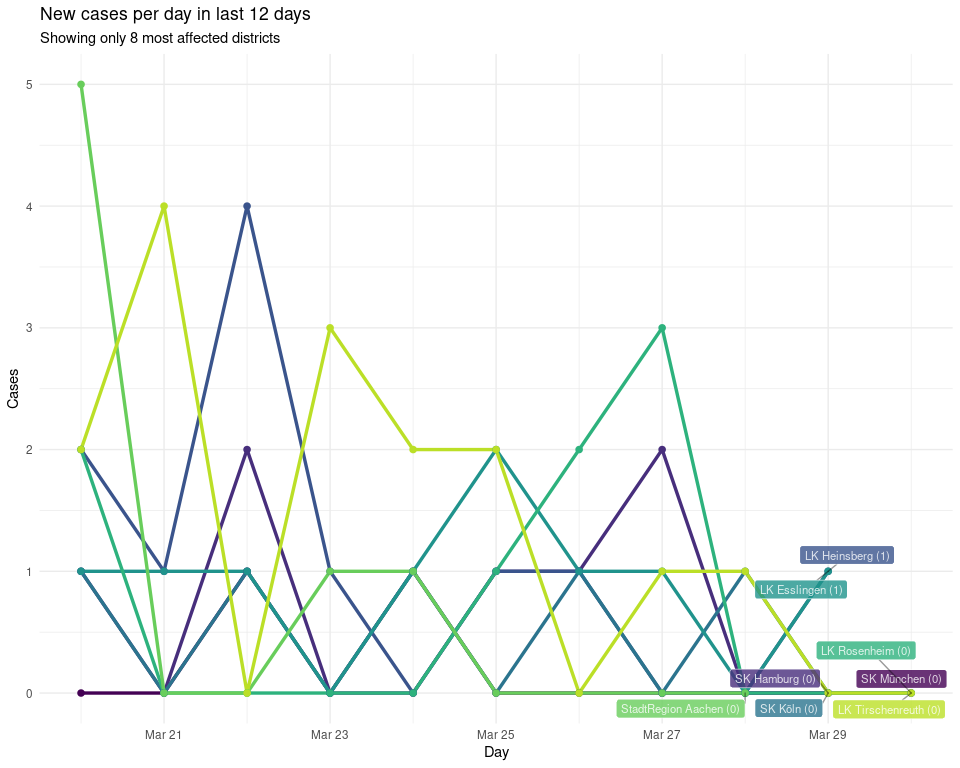 New cases per day in last 12 days
Showing only 8 most affected districts
5
4
3
2
1
0
Cases
LK Heinsberg (1)
LK Esslingen (1)
LK Rosenheim (0)
SK Hamburg (0)
SK München (0)
StadtRegion Aachen (0)
SK Köln (0)
LK Tirschenreuth (0)
Mar 21
Mar 23
Mar 25
Mar 27
Mar 29
Day